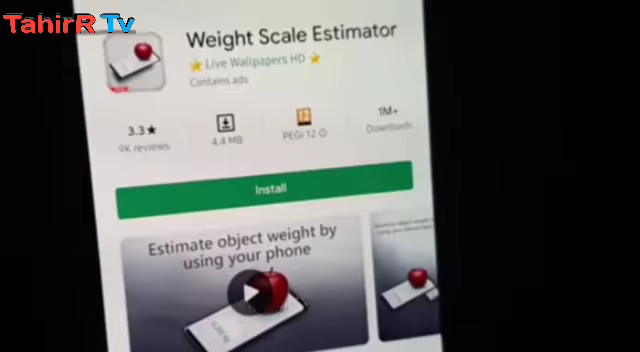 TahirR Tv
Weight Scale Estimator
⭐ Live Wallpapers HD ⭐
Contains ads
3.3★
9K reviews
4.4 MB
12
PEGI 12
1M+
Downloads
Install
Estimate object weight by
using your phone